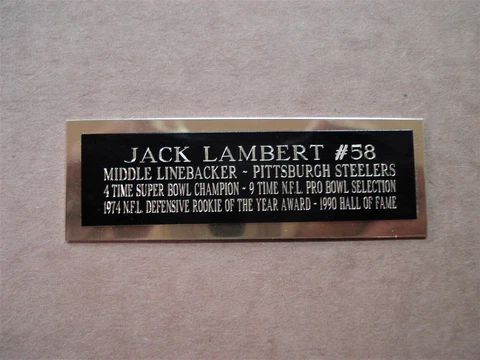 JACK LAMBERT #58
MIDDLE LINEBACKER ~ PITTSBURGH STEELERS
4 TIME SUPER BOWL CHAMPION ~ 9 TIME N.F.L. PRO BOWL SELECTION
1974 N.F.L. DEFENSIVE ROOKIE OF THE YEAR AWARD ~ 1990 HALL OF FAME